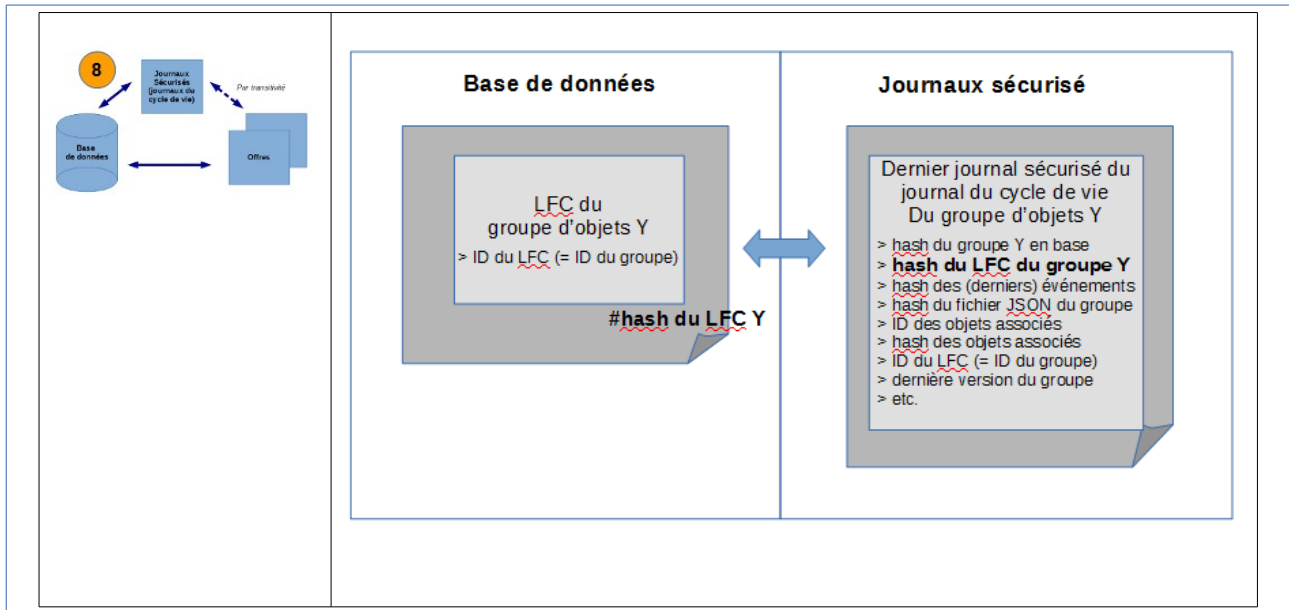 8
Journaux
Sécurisés
(journaux du
cycle de vie)
Par transitivité
Base
de données
Offres
Base de données
LFC du
groupe d'objets Y
> ID du LFC (= ID du groupe)
#hash du LFC Y
Journaux sécurisé
Dernier journal sécurisé du
journal du cycle de vie
Du groupe d'objets Y
> hash du groupe Y en base
> hash du LFC du groupe Y
> hash des (derniers) événements
> hash du fichier JSON du groupe
> ID des objets associés
> hash des objets associés
> ID du LFC (= ID du groupe)
> dernière version du groupe
> etc.